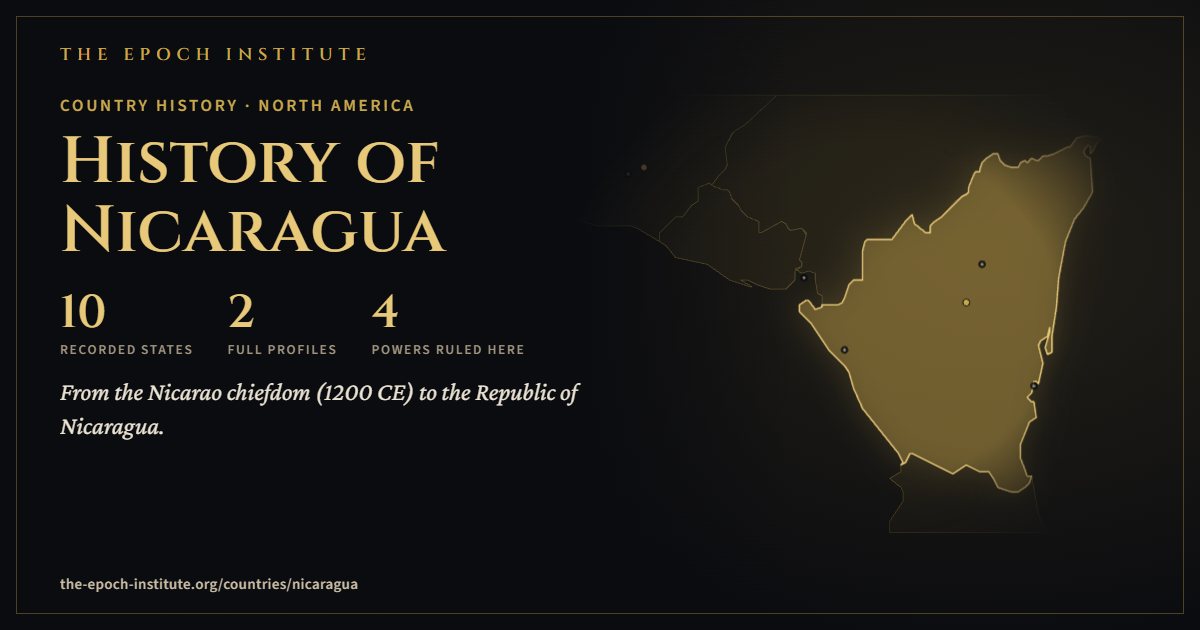 THE EPOCH INSTITUTE
COUNTRY HISTORY · NORTH AMERICA
HISTORY OF
NICARAGUA
10 2 4
RECORDED STATES FULL PROFILES POWERS RULED HERE
From the Nicarao chiefdom (1200 CE) to the Republic of
Nicaragua.
the-epoch-institute.org/countries/nicaragua